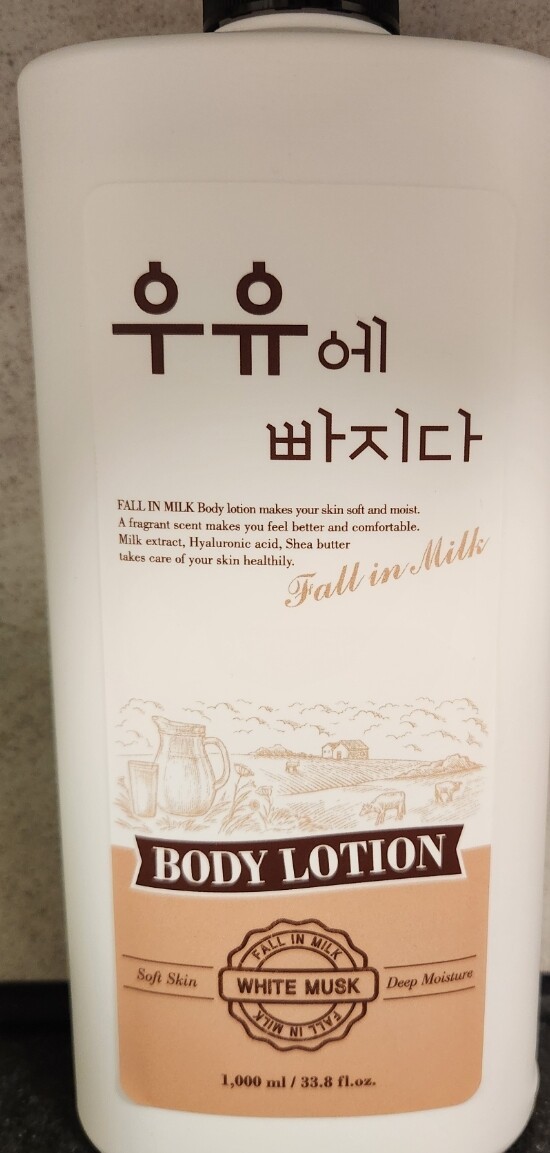 우유에
빠지다
FALL IN MILK Body lotion makes your skin soft and moist.
A fragrant scent makes you feel better and comfortable.
Milk extract, Hyaluronic acid, Shea butter
takes care of your skin healthily.
Fall in Milk
BODY LOTION
FALL IN MILK
Soft Skin
WHITE MUSK
Deep Moisture
FALL IN MILK
1,000 ml / 33.8 fl.oz.